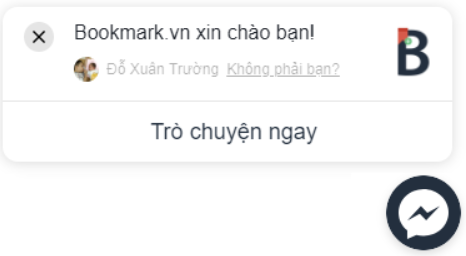 Bookmark.vn xin chào bạn!
Đỗ Xuân Trường Không phải bạn?
B
Trò chuyện ngay